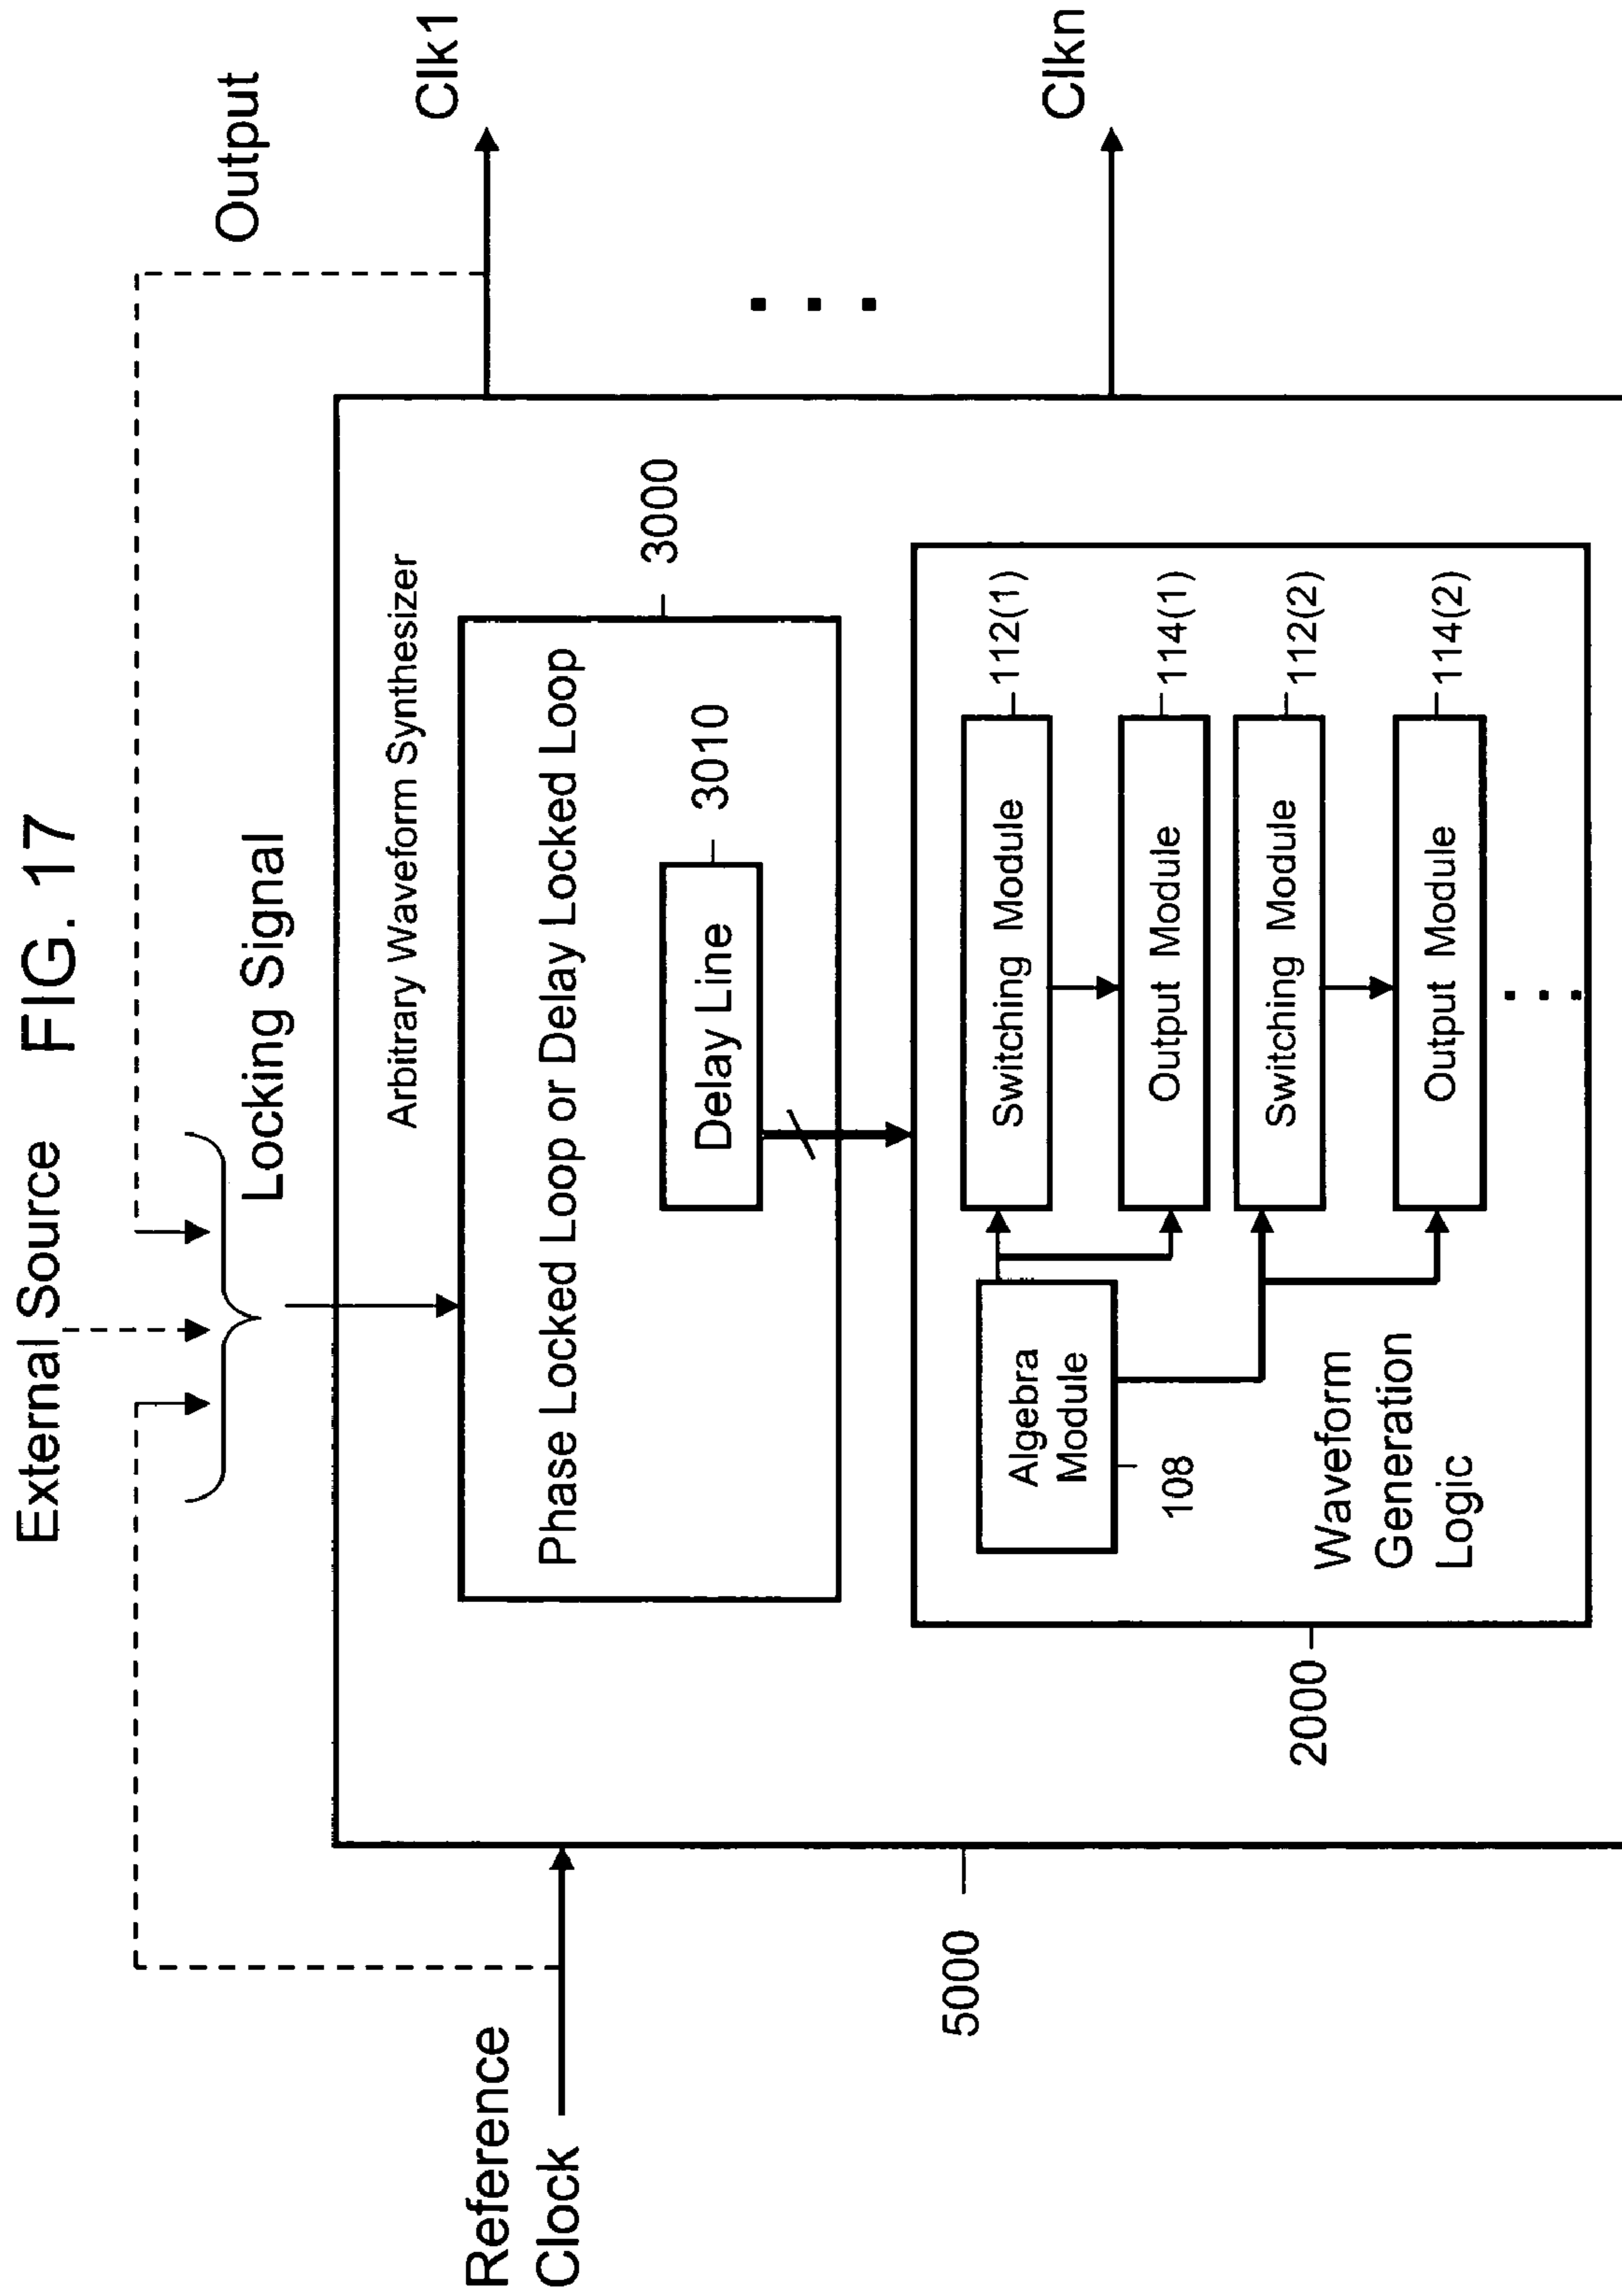 FIG. 17
External Source
Locking Signal
Output
Reference
Clock
Clk1
. . .
Clkn
5000
Arbitrary Waveform Synthesizer
Phase Locked Loop or Delay Locked Loop
3000
Delay Line
3010
2000
Algebra
Module
108
Switching Module
112(1)
Output Module
114(1)
Switching Module
112(2)
Output Module
114(2)
. . .
Waveform
Generation
Logic